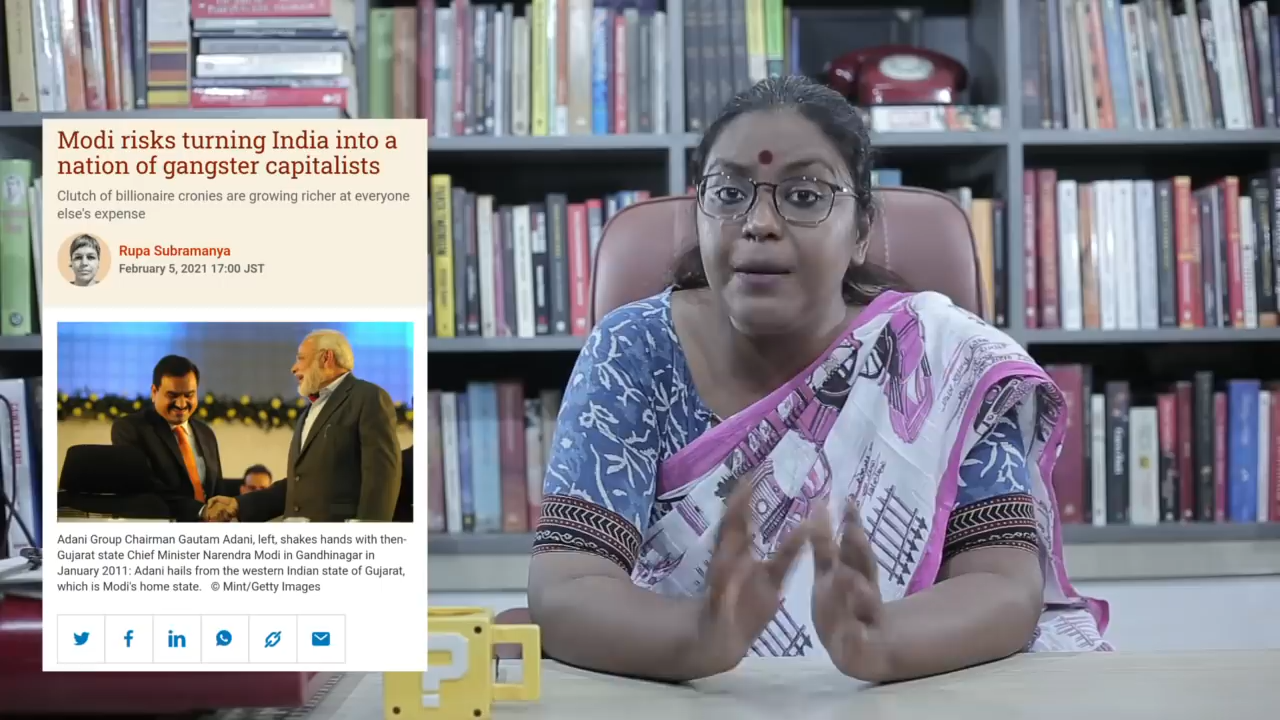 Modi risks turning India into a
nation of gangster capitalists
Clutch of billionaire cronies are growing richer at everyone
else's expense
Rupa Subramanya
February 5, 2021 17:00 JST
Adani Group Chairman Gautam Adani, left, shakes hands with then-
Gujarat state Chief Minister Narendra Modi in Gandhinagar in
January 2011: Adani hails from the western Indian state of Gujarat,
which is Modi's home state. © Mint/Getty Images
?